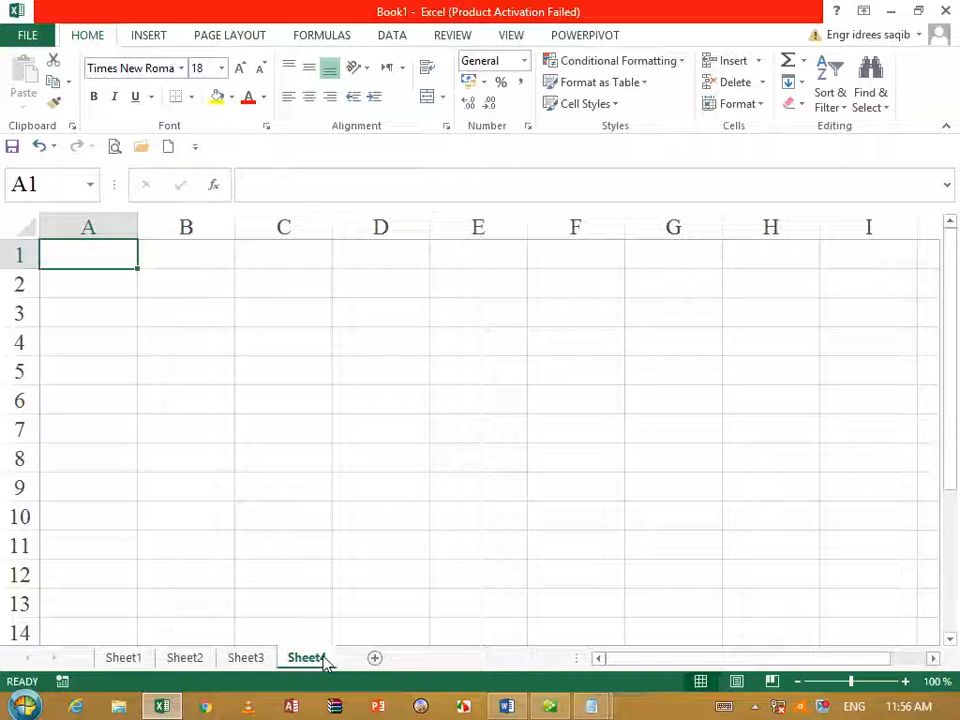 Book1 - Excel (Product Activation Failed)
FILE HOME INSERT PAGE LAYOUT FORMULAS DATA REVIEW VIEW POWERPIVOT Engr idrees saqib
Times New Roma 18 General Conditional Formatting Insert
Paste Format as Table Delete Sort & Filter Find & Select
B I U A % , Cell Styles Format
Clipboard Font Alignment Number Styles Cells Editing
A1 fx
A B C D E F G H I
1
2
3
4
5
6
7
8
9
10
11
12
13
14
Sheet1 Sheet2 Sheet3 Sheet4
READY 100 %
ENG 11:56 AM